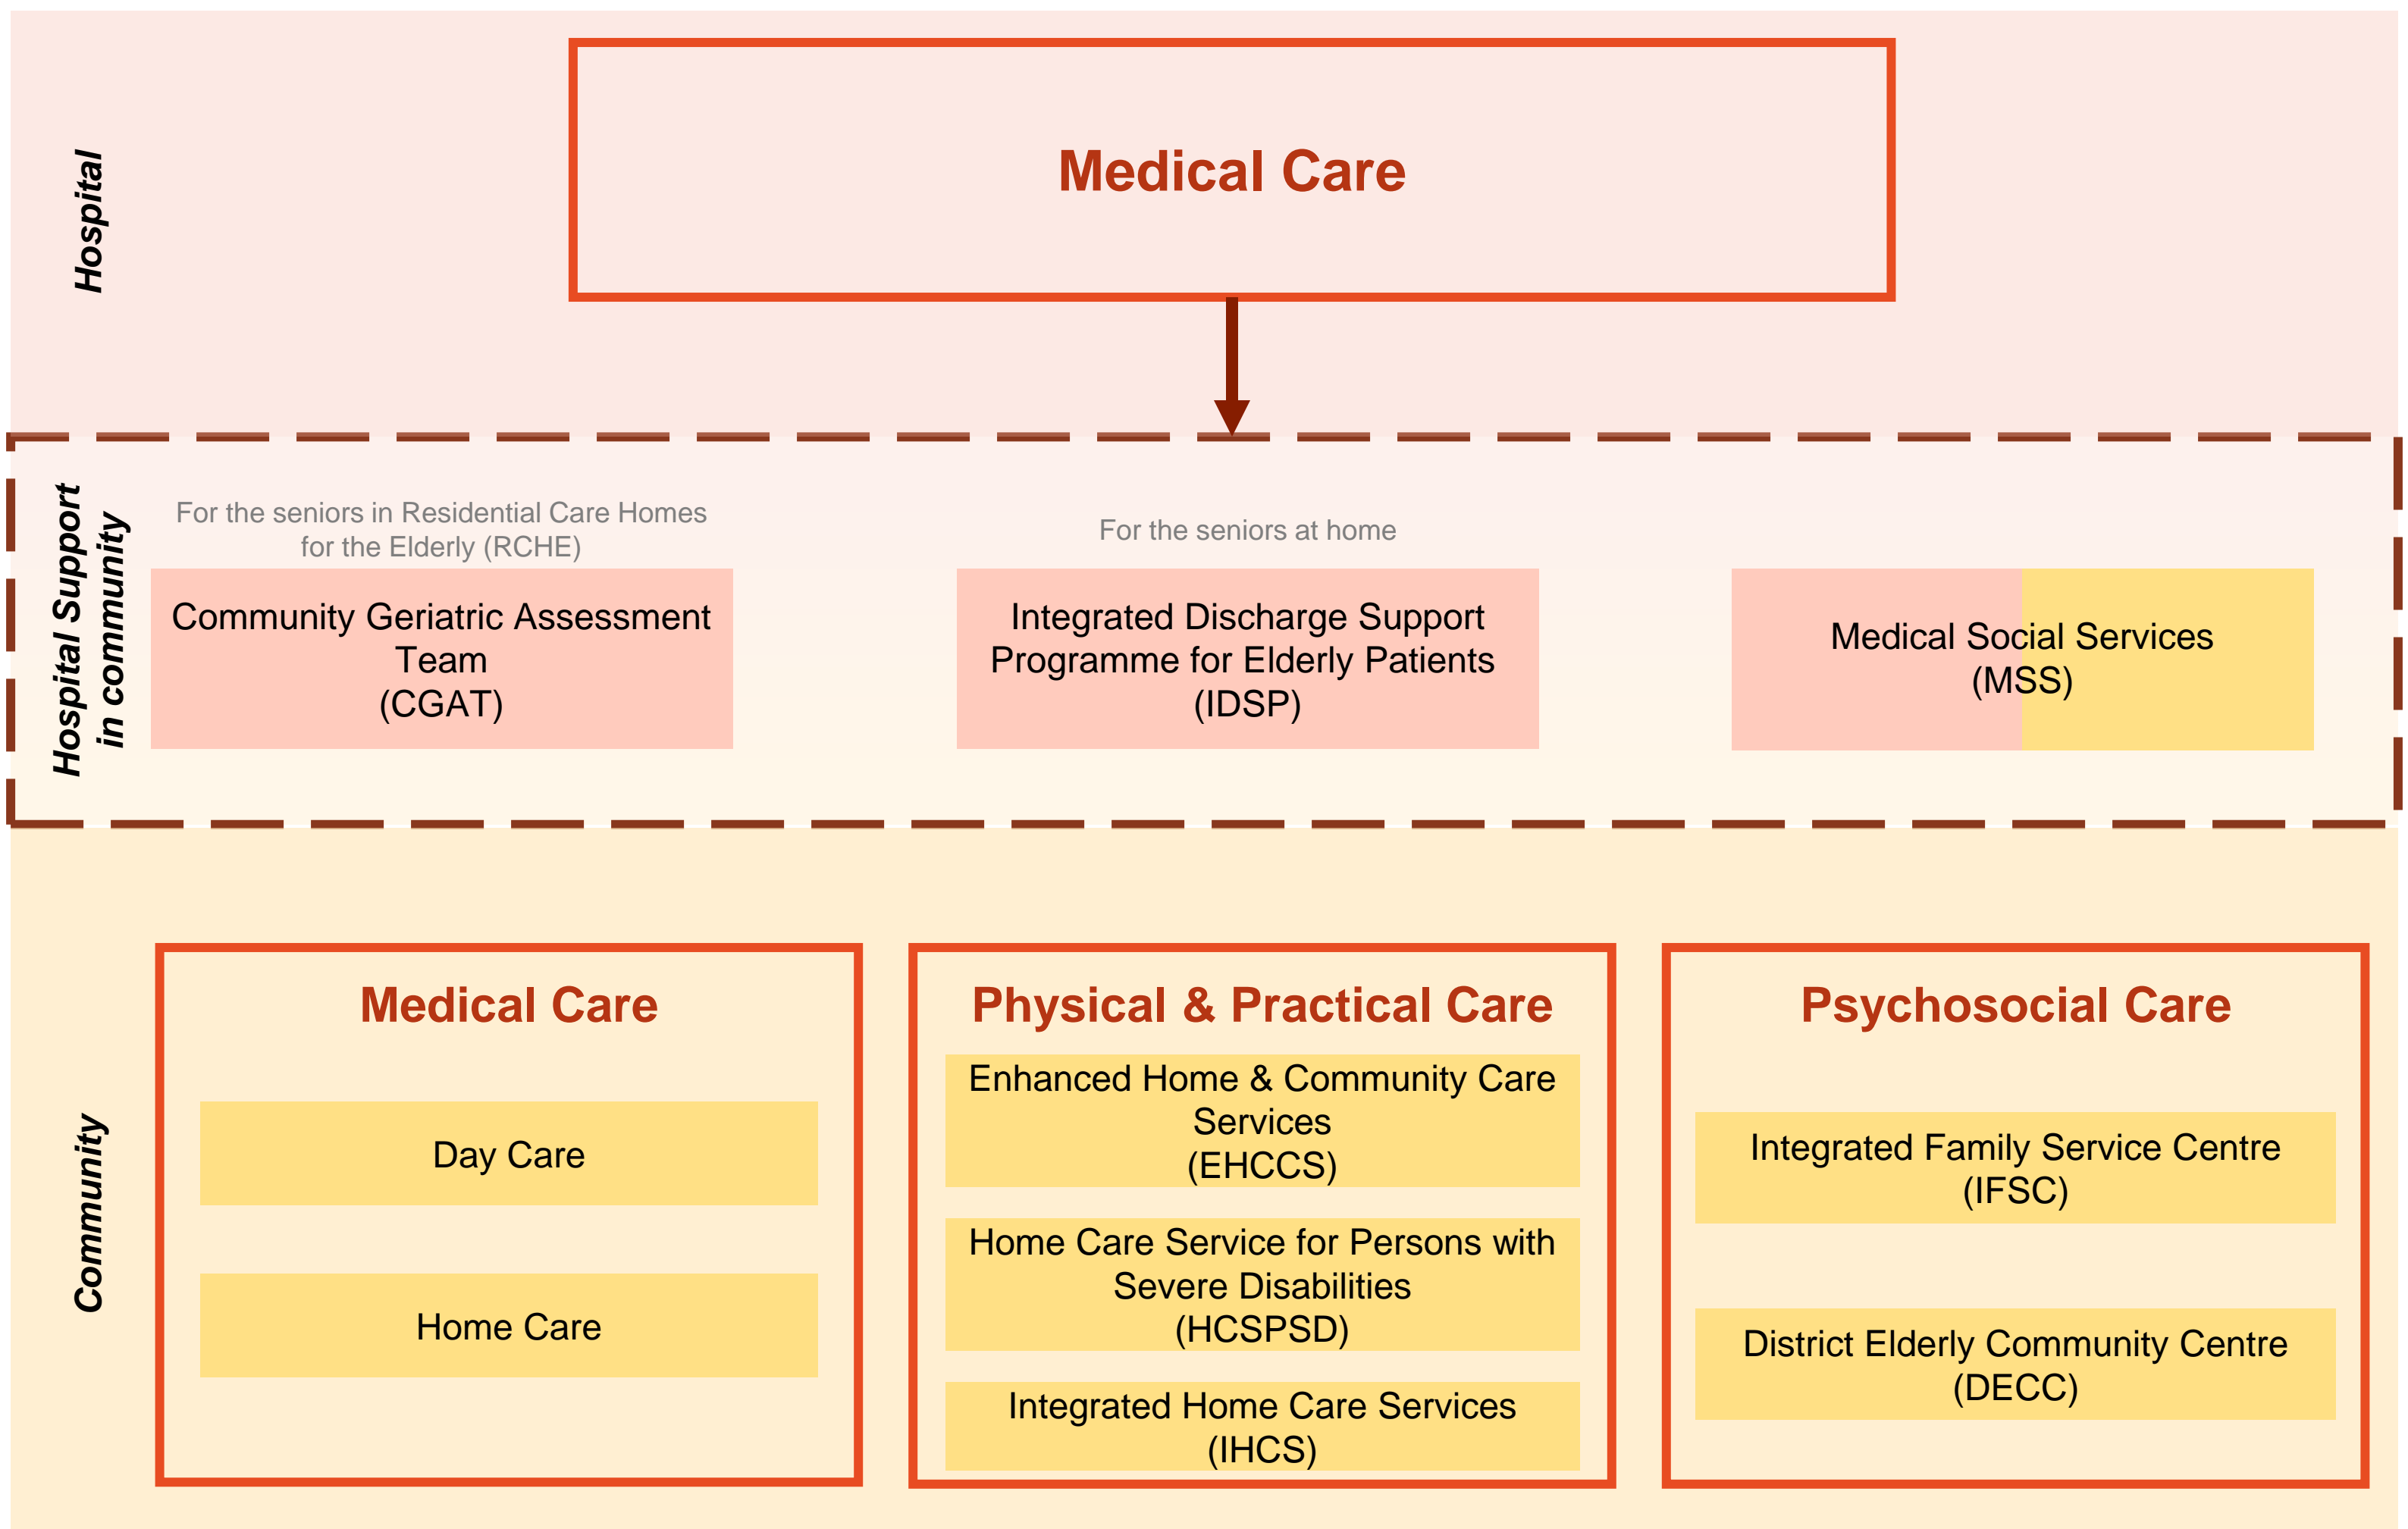 Hospital
Medical Care
Hospital Support
in community
For the seniors in Residential Care Homes
for the Elderly (RCHE)
Community Geriatric Assessment
Team
(CGAT)
For the seniors at home
Integrated Discharge Support
Programme for Elderly Patients
(IDSP)
Medical Social Services
(MSS)
Community
Medical Care
Day Care
Home Care
Physical & Practical Care
Enhanced Home & Community Care
Services
(EHCCS)
Home Care Service for Persons with
Severe Disabilities
(HCSPSD)
Integrated Home Care Services
(IHCS)
Psychosocial Care
Integrated Family Service Centre
(IFSC)
District Elderly Community Centre
(DECC)